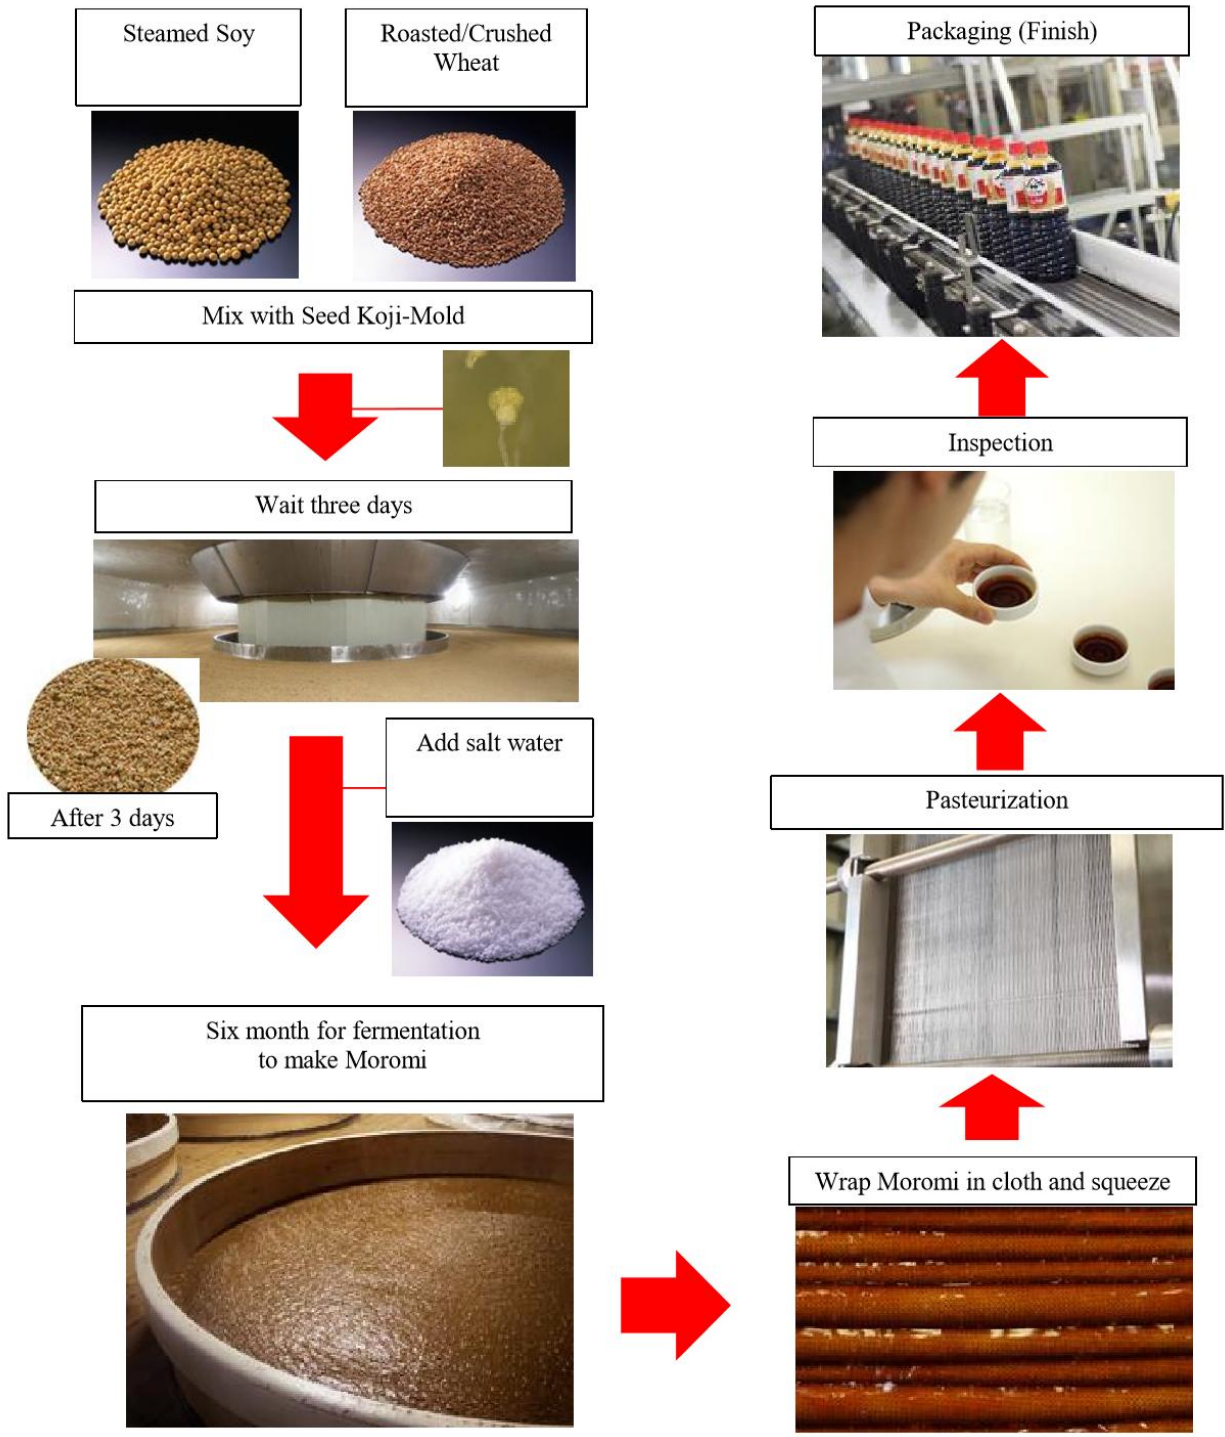 Steamed Soy
Roasted/Crushed
Wheat
Mix with Seed Koji-Mold
Wait three days
After 3 days
Add salt water
Six month for fermentation
to make Moromi
Wrap Moromi in cloth and squeeze
Pasteurization
Inspection
Packaging (Finish)